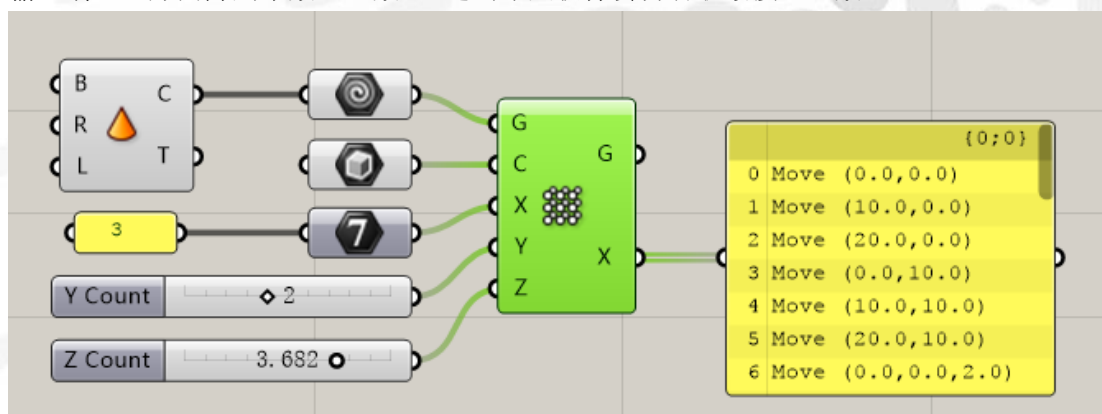 B
R
L
C
T
3
7
Y Count
2
Z Count
3.682
G
C
X
Y
Z
G
X
{0;0}
0 Move (0.0,0.0)
1 Move (10.0,0.0)
2 Move (20.0,0.0)
3 Move (0.0,10.0)
4 Move (10.0,10.0)
5 Move (20.0,10.0)
6 Move (0.0,0.0,2.0)